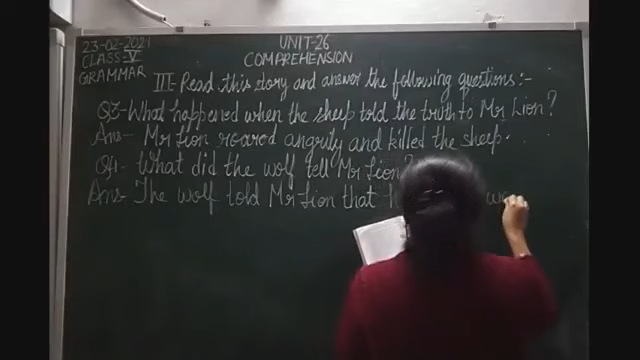 23-02-2021
CLASS-V
GRAMMAR
UNIT-26
COMPREHENSION
III- Read this story and answer the following questions:-
Q3- What happened when the sheep told the truth to Mr Lion?
Ans- Mr Lion roared angrily and killed the sheep.
Q4- What did the wolf tell Mr Lion?
Ans- The wolf told Mr Lion that